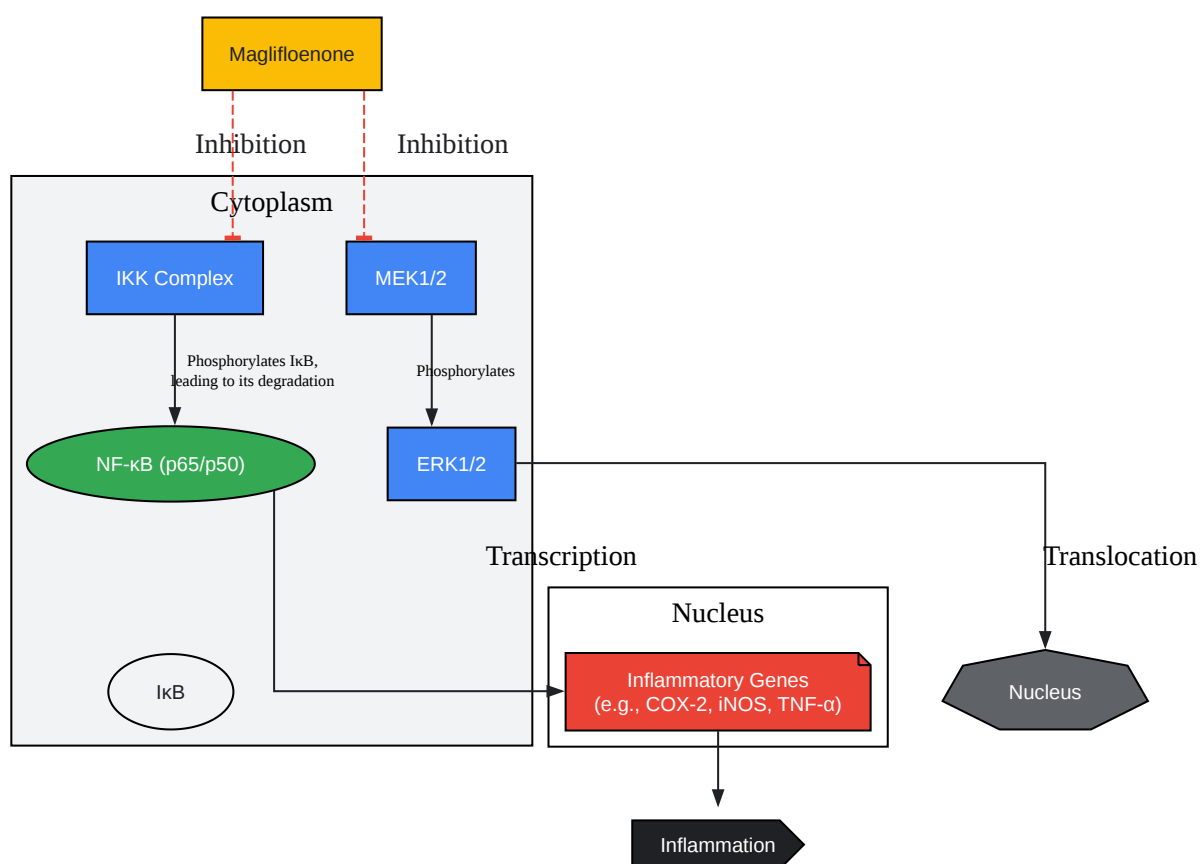 Maglifloenone
Inhibition
Inhibition
Cytoplasm
IKK Complex
MEK1/2
Phosphorylates IκB,
leading to its degradation
Phosphorylates
NF-κB (p65/p50)
ERK1/2
Transcription
Translocation
Nucleus
Inflammatory Genes
(e.g., COX-2, iNOS, TNF-α)
IκB
Nucleus
Inflammation